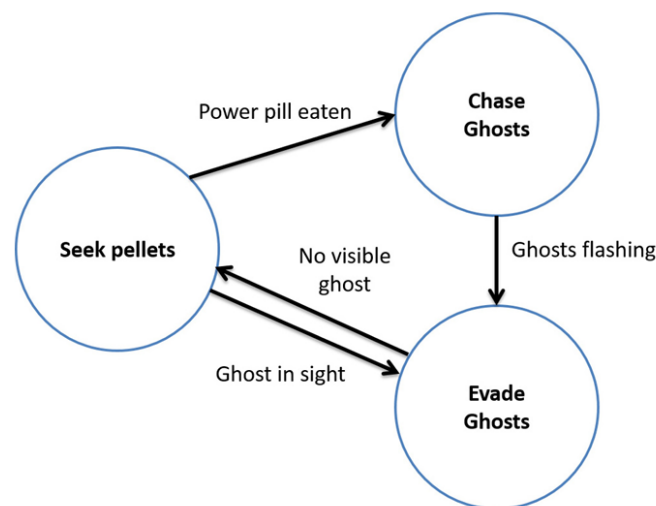 Power pill eaten
Chase
Ghosts
Seek pellets
No visible
ghost
Ghosts flashing
Ghost in sight
Evade
Ghosts